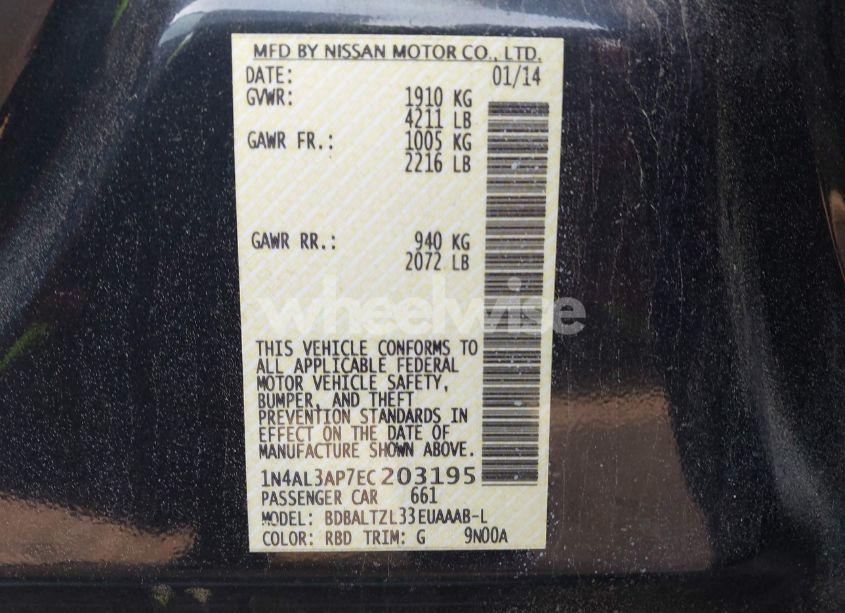 MFD BY NISSAN MOTOR CO., LTD.
DATE: 01/14
GVWR: 1910 KG
4211 LB
GAWR FR.: 1005 KG
2216 LB
GAWR RR.: 940 KG
2072 LB
wheelwise
THIS VEHICLE CONFORMS TO
ALL APPLICABLE FEDERAL
MOTOR VEHICLE SAFETY,
BUMPER, AND THEFT
PREVENTION STANDARDS IN
EFFECT ON THE DATE OF
MANUFACTURE SHOWN ABOVE.
1N4AL3AP7EC203195
PASSENGER CAR 661
MODEL: BDBALTZL33EUAAAB-L
COLOR: RBD TRIM: G 9N00A